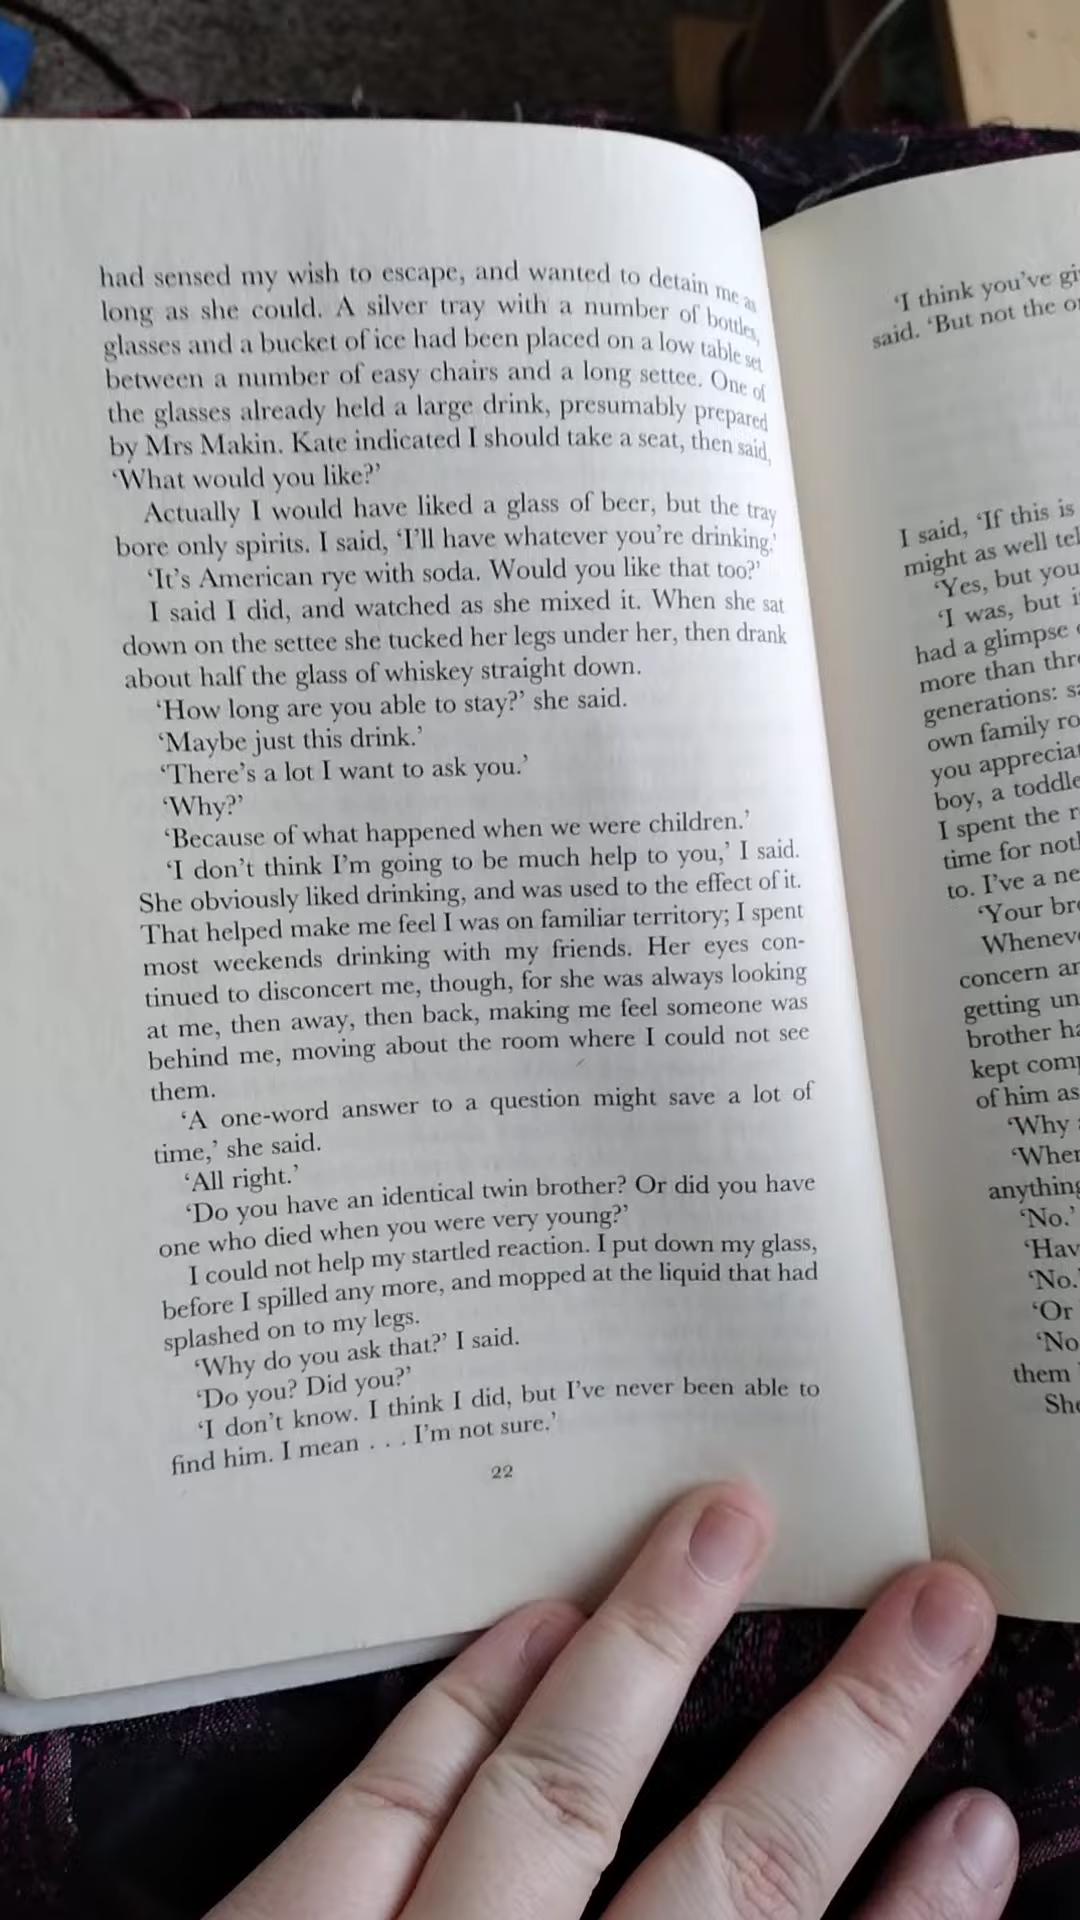 had sensed my wish to escape, and wanted to detain me as
long as she could. A silver tray with a number of bottles,
glasses and a bucket of ice had been placed on a low table set
between a number of easy chairs and a long settee. One of
the glasses already held a large drink, presumably prepared
by Mrs Makin. Kate indicated I should take a seat, then said,
‘What would you like?’
Actually I would have liked a glass of beer, but the tray
bore only spirits. I said, ‘I’ll have whatever you’re drinking.’
‘It’s American rye with soda. Would you like that too?’
I said I did, and watched as she mixed it. When she sat
down on the settee she tucked her legs under her, then drank
about half the glass of whiskey straight down.
‘How long are you able to stay?’ she said.
‘Maybe just this drink.’
‘There’s a lot I want to ask you.’
‘Why?’
‘Because of what happened when we were children.’
‘I don’t think I’m going to be much help to you,’ I said.
She obviously liked drinking, and was used to the effect of it.
That helped make me feel I was on familiar territory; I spent
most weekends drinking with my friends. Her eyes con-
tinued to disconcert me, though, for she was always looking
at me, then away, then back, making me feel someone was
behind me, moving about the room where I could not see
them.
‘A one-word answer to a question might save a lot of
time,’ she said.
‘All right.’
‘Do you have an identical twin brother? Or did you have
one who died when you were very young?’
I could not help my startled reaction. I put down my glass,
before I spilled any more, and mopped at the liquid that had
splashed on to my legs.
‘Why do you ask that?’ I said.
‘Do you? Did you?’
‘I don’t know. I think I did, but I’ve never been able to
find him. I mean . . . I’m not sure.’
22
‘I think you’ve gi
said. ‘But not the o
I said, ‘If this is
might as well tel
‘Yes, but you
‘I was, but i
had a glimpse
more than thre
generations: sa
own family ro
you appreciat
boy, a toddle
I spent the r
time for noth
to. I’ve a ne
‘Your bro
Wheneve
concern an
getting un
brother ha
kept comp
of him as
‘Why
‘When
anything
‘No.’
‘Hav
‘No.’
‘Or
‘No
them
She